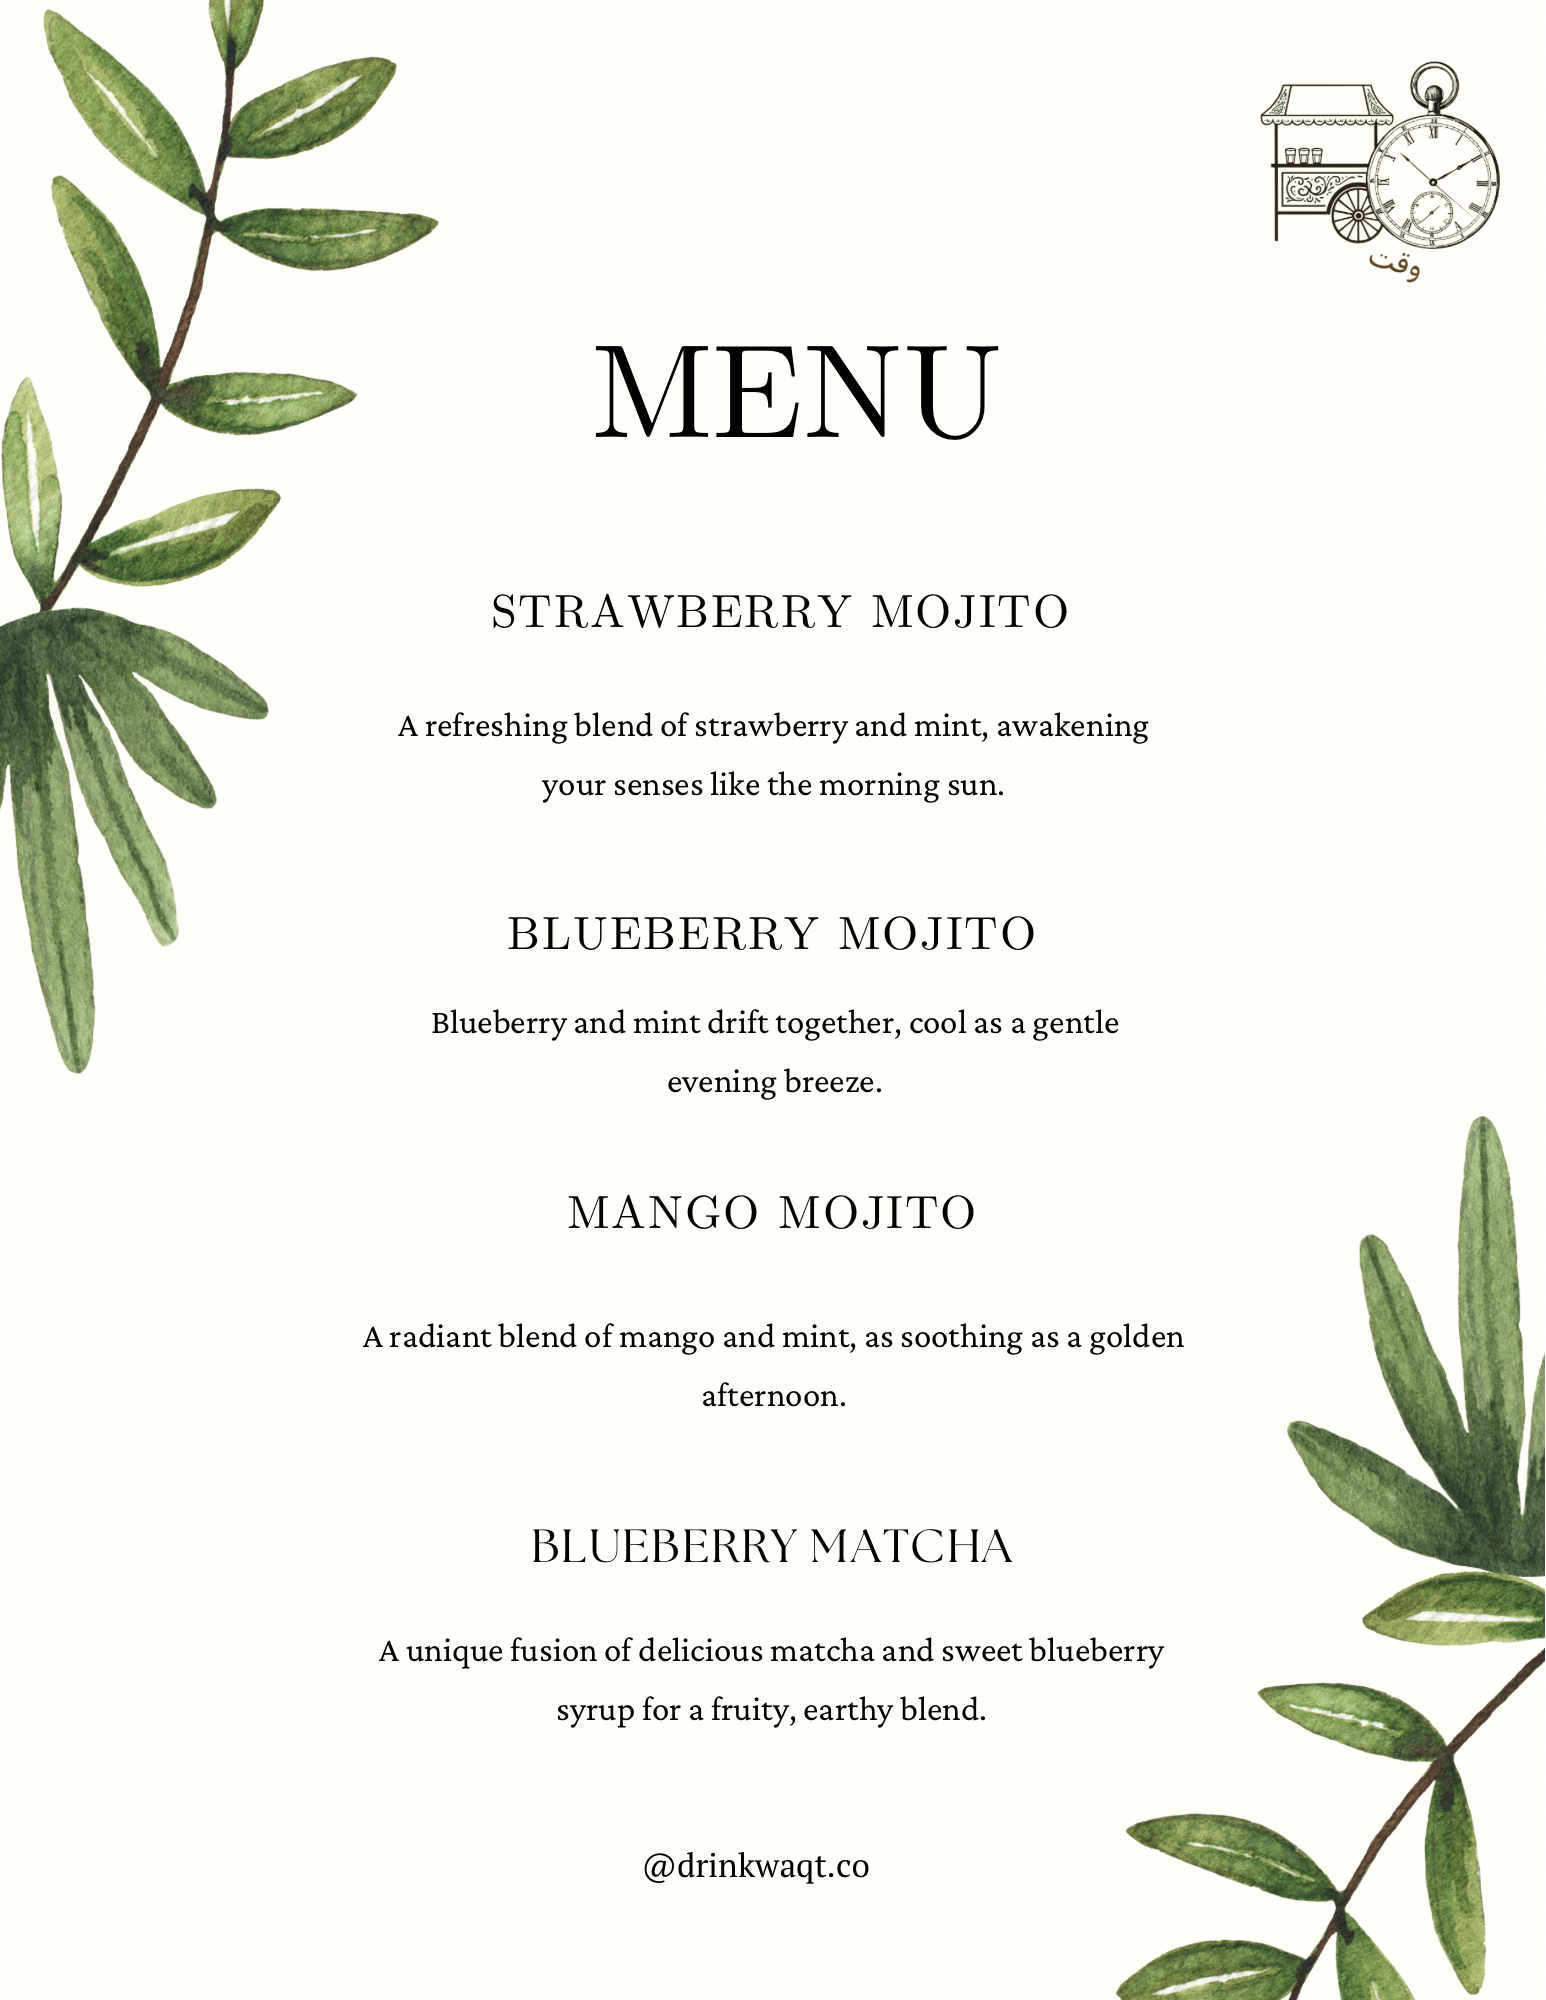 وقت
MENU
STRAWBERRY MOJITO
A refreshing blend of strawberry and mint, awakening
your senses like the morning sun.
BLUEBERRY MOJITO
Blueberry and mint drift together, cool as a gentle
evening breeze.
MANGO MOJITO
A radiant blend of mango and mint, as soothing as a golden
afternoon.
BLUEBERRY MATCHA
A unique fusion of delicious matcha and sweet blueberry
syrup for a fruity, earthy blend.
@drinkwaqt.co